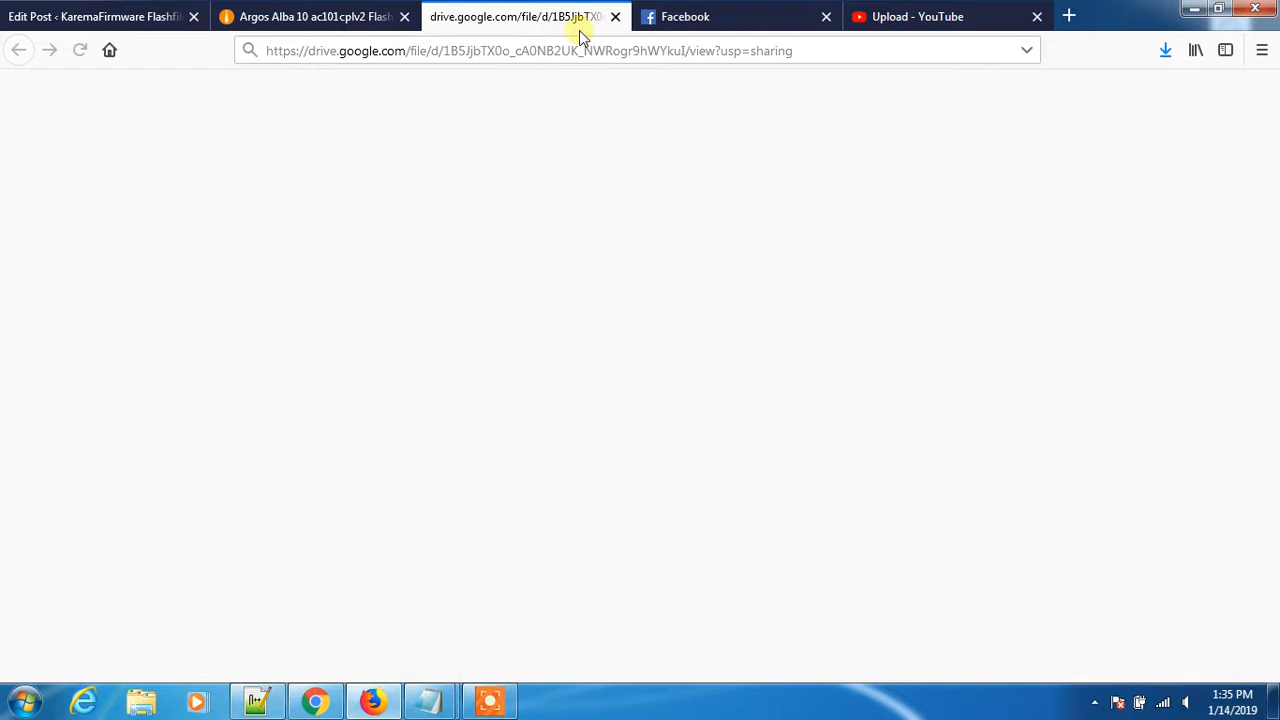 Edit Post ‹ KaremaFirmware Flashfil
Argos Alba 10 ac101cplv2 Flash
drive.google.com/file/d/1B5JjbTX0
Facebook
Upload - YouTube
https://drive.google.com/file/d/1B5JjbTX0o_cA0NB2UK_NWRogr9hWYkuI/view?usp=sharing
1:35 PM
1/14/2019